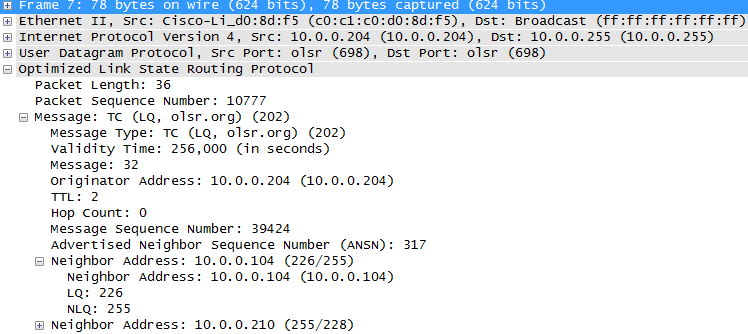 Frame 7: 78 bytes on wire (624 bits), 78 bytes captured (624 bits)
Ethernet II, Src: Cisco-Li_d0:8d:f5 (c0:c1:c0:d0:8d:f5), Dst: Broadcast (ff:ff:ff:ff:ff:ff)
Internet Protocol Version 4, Src: 10.0.0.204 (10.0.0.204), Dst: 10.0.0.255 (10.0.0.255)
User Datagram Protocol, Src Port: olsr (698), Dst Port: olsr (698)
Optimized Link State Routing Protocol
Packet Length: 36
Packet Sequence Number: 10777
Message: TC (LQ, olsr.org) (202)
Message Type: TC (LQ, olsr.org) (202)
Validity Time: 256,000 (in seconds)
Message: 32
Originator Address: 10.0.0.204 (10.0.0.204)
TTL: 2
Hop Count: 0
Message Sequence Number: 39424
Advertised Neighbor Sequence Number (ANSN): 317
Neighbor Address: 10.0.0.104 (226/255)
Neighbor Address: 10.0.0.104 (10.0.0.104)
LQ: 226
NLQ: 255
Neighbor Address: 10.0.0.210 (255/228)